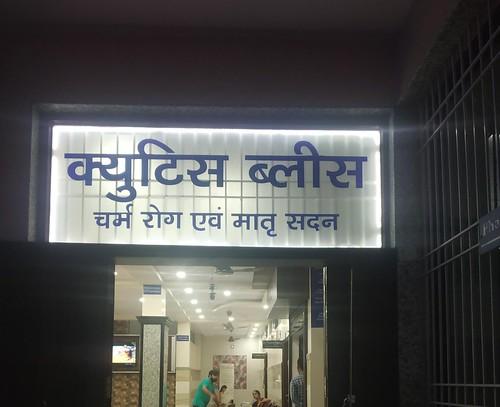 क्युटिस ब्लीस
चर्म रोग एवं मातृ सदन